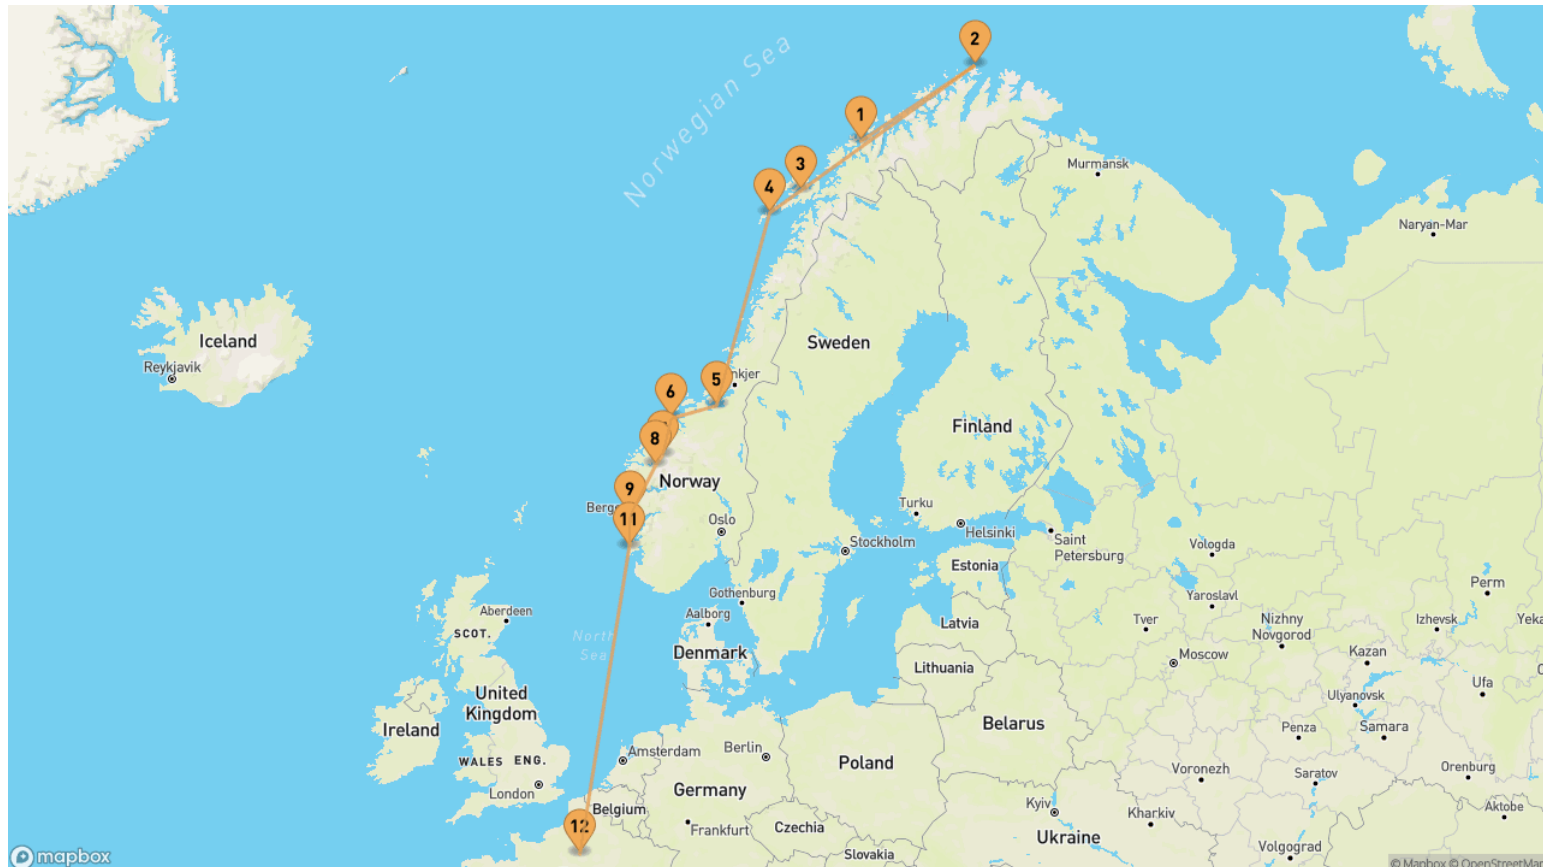 2
Norwegian Sea
1
Murmansk
3
4
Naryan-Mar
Iceland
Sweden
Reykjavik
5
nkjer
6
Finland
8
Norway
9
Turku
11
Oslo
Helsinki
Saint
Petersburg
Vologda
Stockholm
Estonia
Perm
Gothenburg
Yaroslavl
Aberdeen
Aalborg
Latvia
Tver
Nizhny
Novgorod
Izhevsk
SCOT.
North
Sea
Denmark
Lithuania
Moscow
Kazan
Ufa
United
Kingdom
Ulyanovsk
Ireland
Belarus
Penza
Samara
Amsterdam
Berlin
WALES
ENG.
Poland
Voronezh
Saratov
Orenburg
London
Germany
Belgium
Kyiv
Kharkiv
Aktobe
12
Frankfurt
Czechia
Ukraine
Slovakia
Volgograd
mapbox
© Mapbox © OpenStreetMap